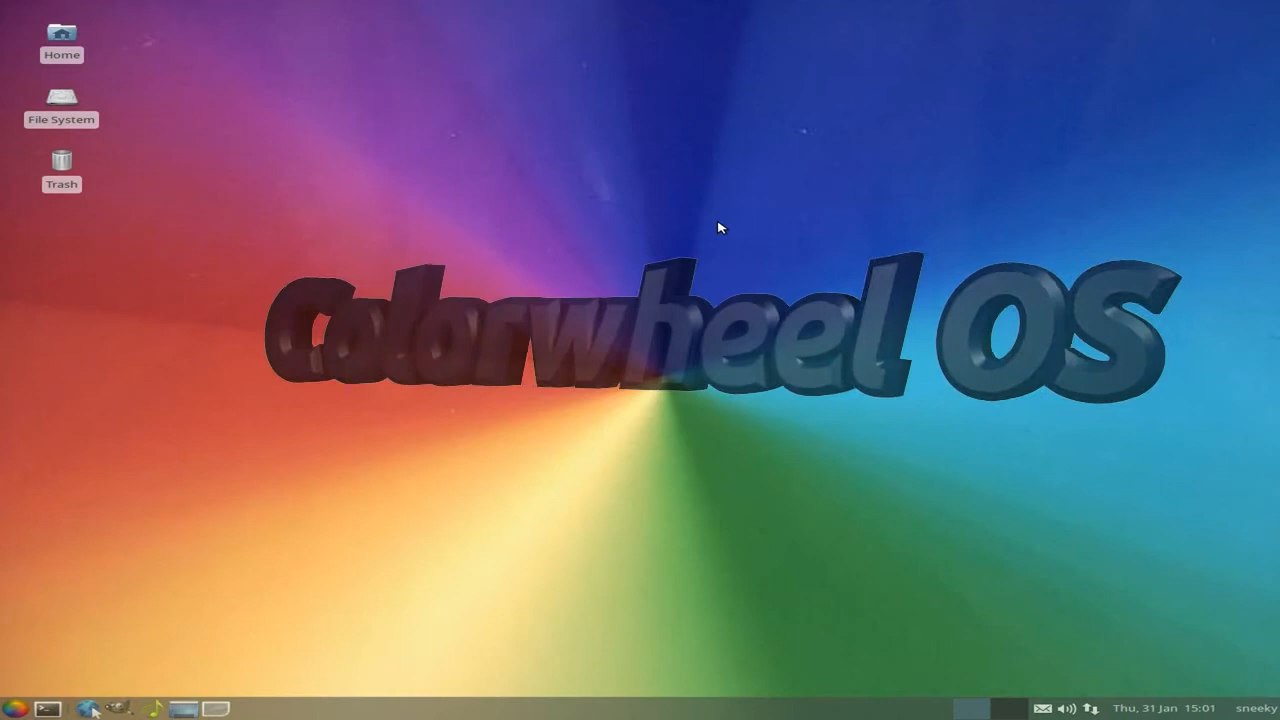 Home
File System
Trash
Colorwheel OS
Thu, 31 Jan 15:01
sneeky